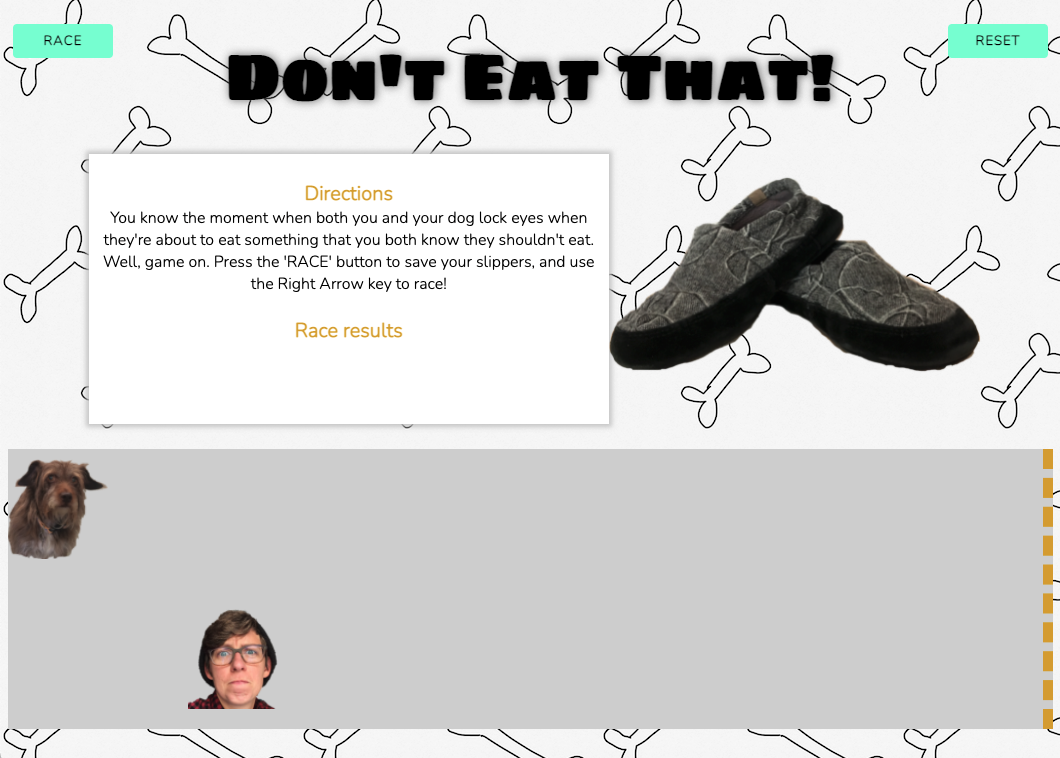 RACE
RESET
Don't Eat That!
Directions
You know the moment when both you and your dog lock eyes when
they're about to eat something that you both know they shouldn't eat.
Well, game on. Press the 'RACE' button to save your slippers, and use
the Right Arrow key to race!
Race results